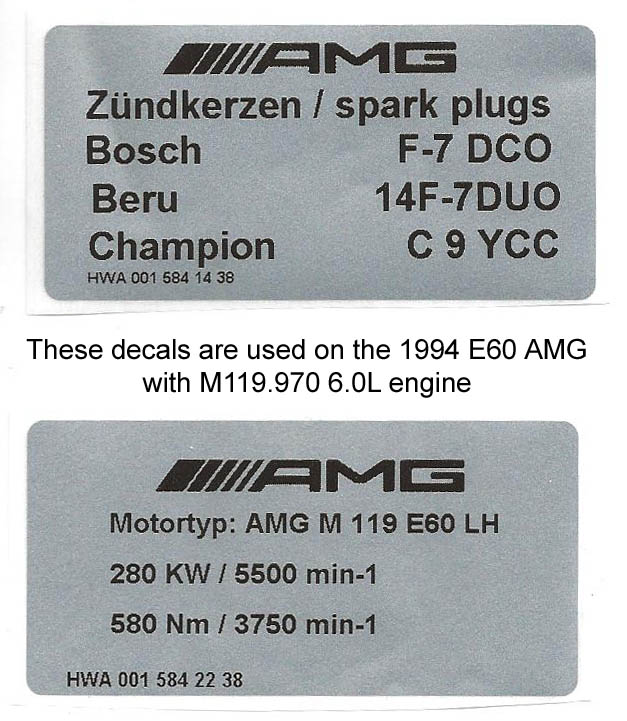 AMG
Zündkerzen / spark plugs
Bosch F-7 DCO
Beru 14F-7DUO
Champion C 9 YCC
HWA 001 584 14 38
These decals are used on the 1994 E60 AMG
with M119.970 6.0L engine
AMG
Motortyp: AMG M 119 E60 LH
280 KW / 5500 min-1
580 Nm / 3750 min-1
HWA 001 584 22 38